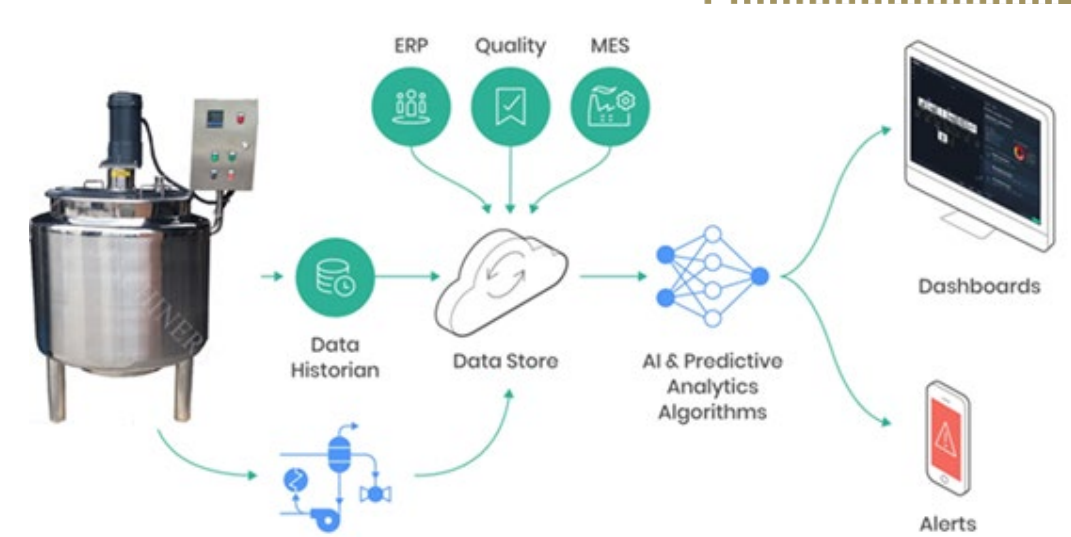 ERP
Quality
MES
Data
Historian
Data Store
AI & Predictive
Analytics
Algorithms
Dashboards
Alerts